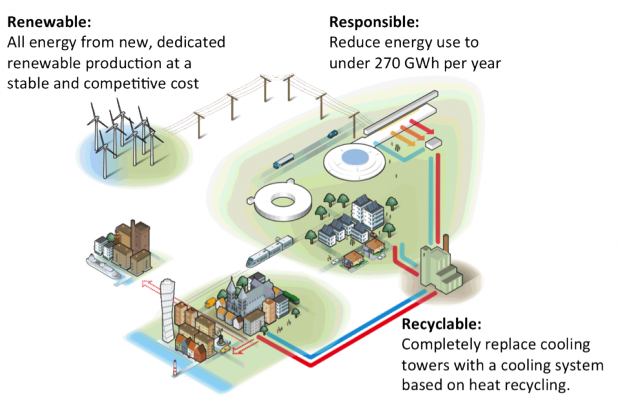 Renewable:
All energy from new, dedicated
renewable production at a
stable and competitive cost
Responsible:
Reduce energy use to
under 270 GWh per year
Recyclable:
Completely replace cooling
towers with a cooling system
based on heat recycling.